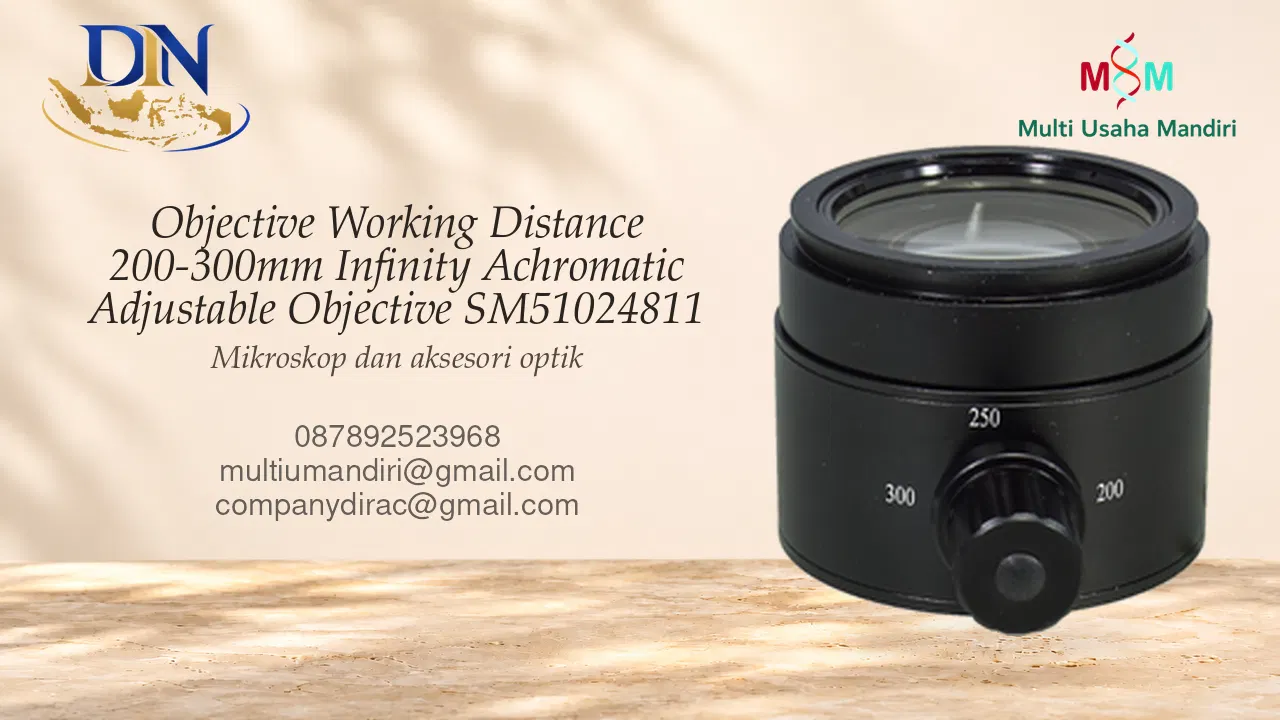 DIN
M M
Multi Usaha Mandiri
Objective Working Distance
200-300mm Infinity Achromatic
Adjustable Objective SM51024811
Mikroskop dan aksesori optik
087892523968
multiumandiri@gmail.com
companydirac@gmail.com
250
300
200